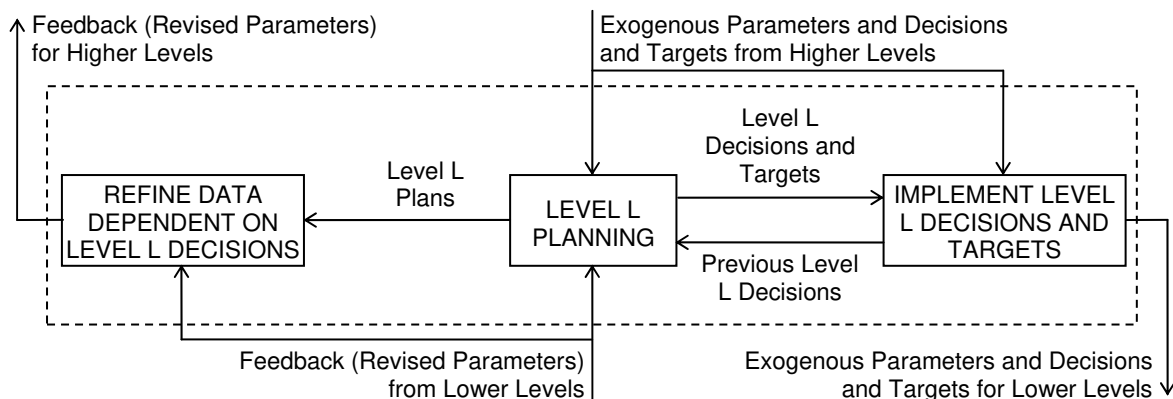 Feedback (Revised Parameters)
for Higher Levels
Exogenous Parameters and Decisions
and Targets from Higher Levels
Level L
Plans
Level L
Decisions and
Targets
REFINE DATA
DEPENDENT ON
LEVEL L DECISIONS
LEVEL L
PLANNING
IMPLEMENT LEVEL
L DECISIONS AND
TARGETS
Previous Level
L Decisions
Feedback (Revised Parameters)
from Lower Levels
Exogenous Parameters and Decisions
and Targets for Lower Levels